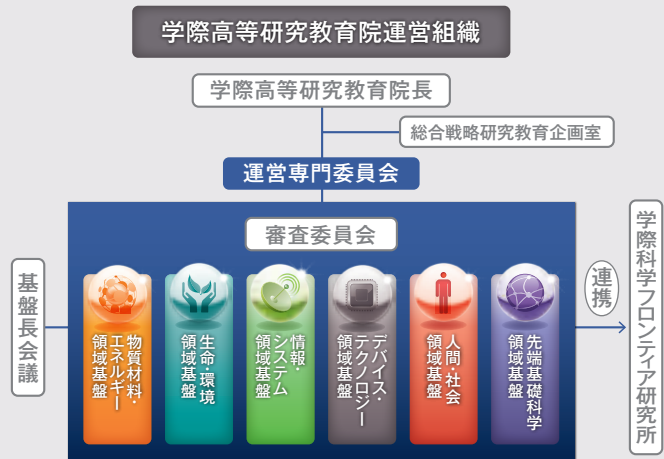 学際高等研究教育院運営組織
学際高等研究教育院長
総合戦略研究教育企画室
運営専門委員会
審査委員会
基盤長会議
物質材料・
エネルギー
領域基盤
生命・環境
領域基盤
情報・
システム
領域基盤
デバイス・
テクノロジー
領域基盤
人間・社会
領域基盤
先端基礎科学
領域基盤
連携
学際科学フロンティア研究所